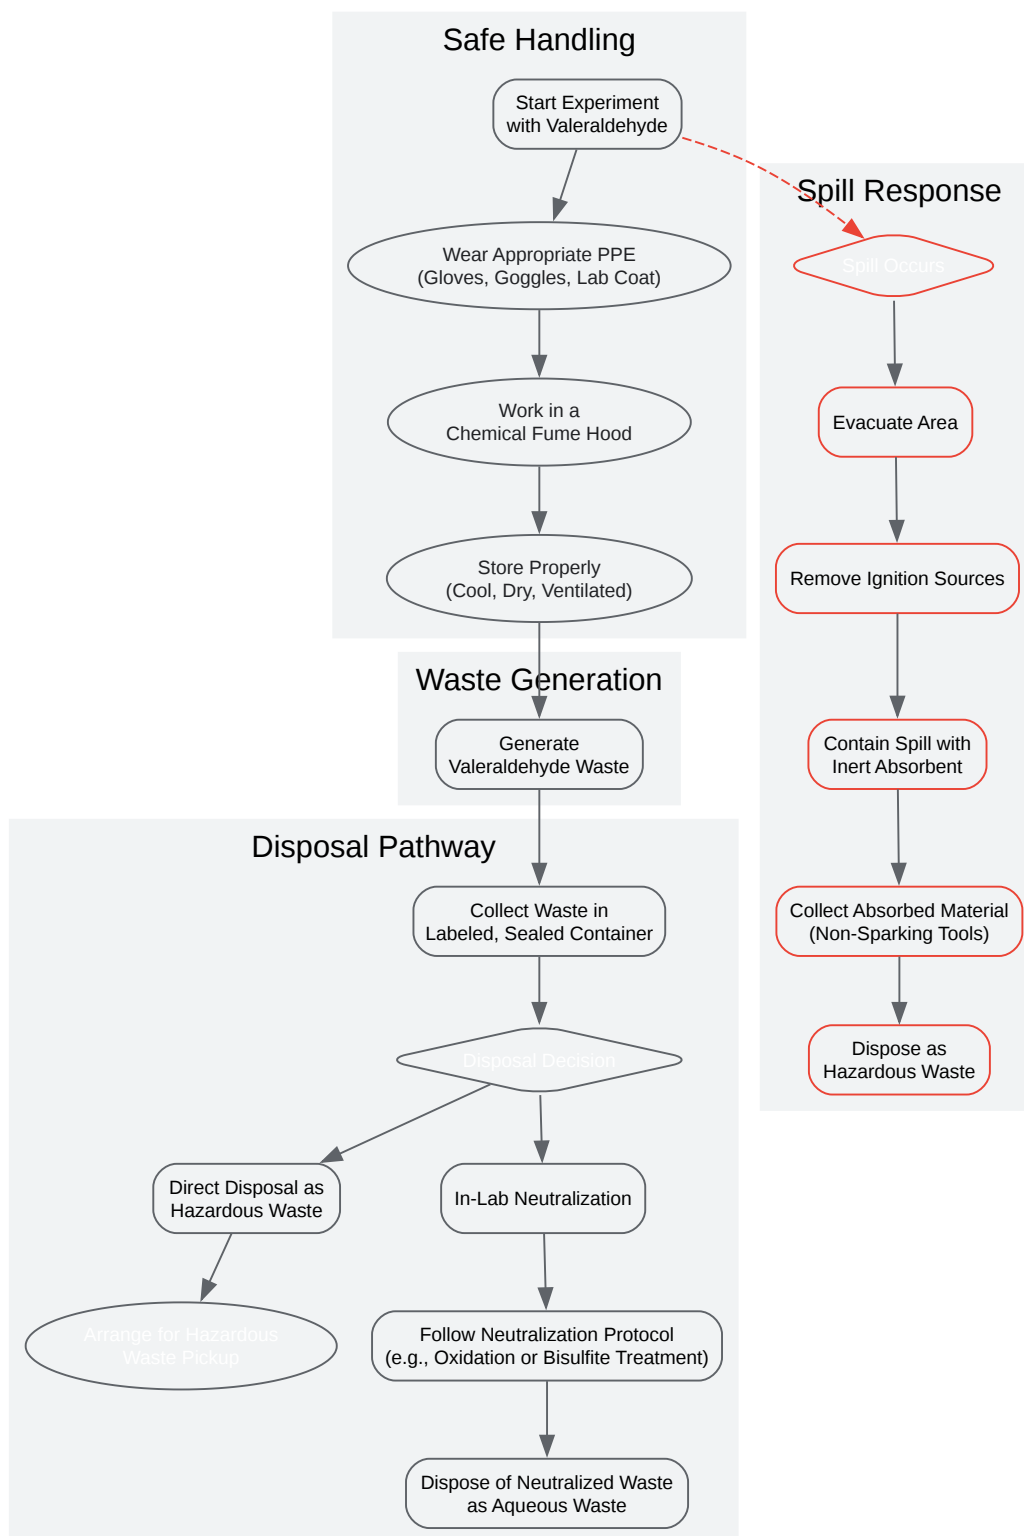 Safe Handling
Start Experiment
with Valeraldehyde
Wear Appropriate PPE
(Gloves, Goggles, Lab Coat)
Work in a
Chemical Fume Hood
Store Properly
(Cool, Dry, Ventilated)
Spill Response
Spill Occurs
Evacuate Area
Remove Ignition Sources
Contain Spill with
Inert Absorbent
Collect Absorbed Material
(Non-Sparking Tools)
Dispose as
Hazardous Waste
Waste Generation
Generate
Valeraldehyde Waste
Disposal Pathway
Collect Waste in
Labeled, Sealed Container
Disposal Decision
Direct Disposal as
Hazardous Waste
Arrange for Hazardous
Waste Pickup
In-Lab Neutralization
Follow Neutralization Protocol
(e.g., Oxidation or Bisulfite Treatment)
Dispose of Neutralized Waste
as Aqueous Waste